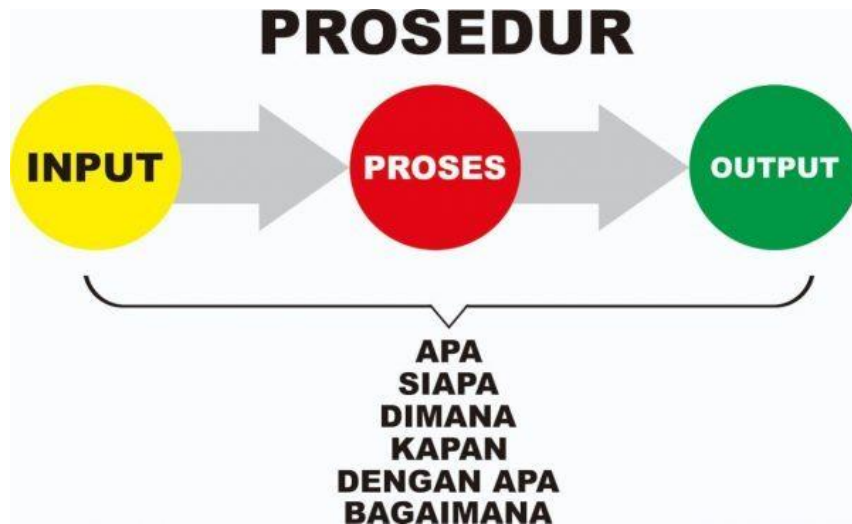 PROSEDUR
INPUT
PROSES
OUTPUT
APA
SIAPA
DIMANA
KAPAN
DENGAN APA
BAGAIMANA